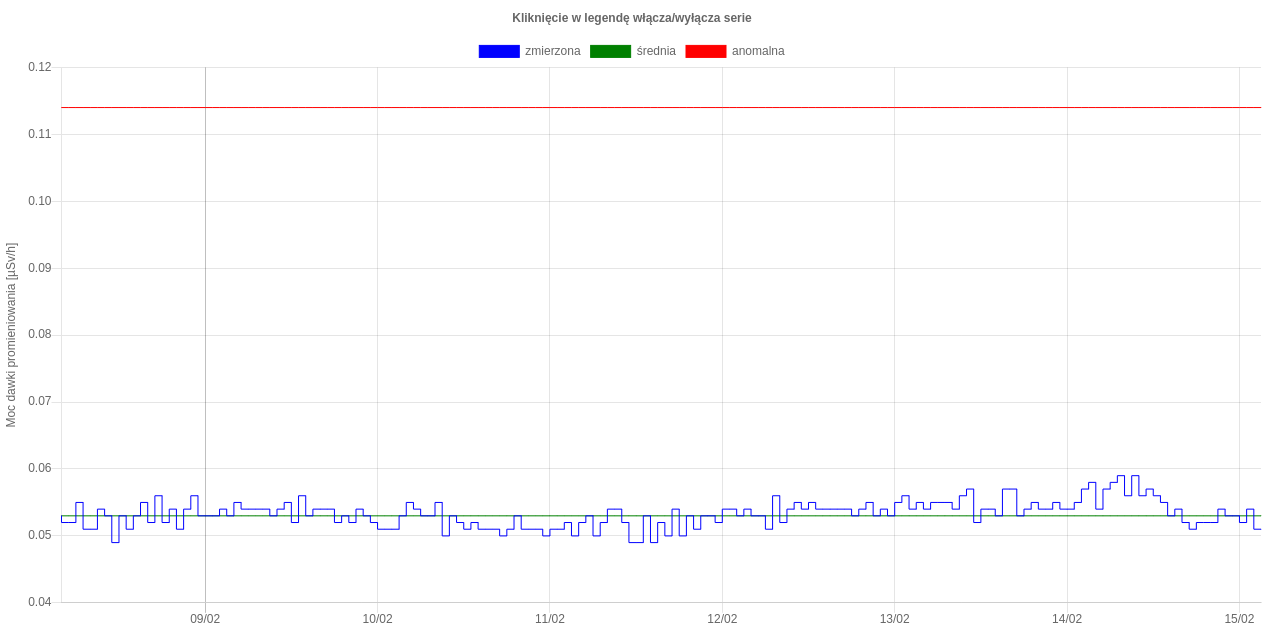 Kliknięcie w legendę włącza/wyłącza serie
zmierzona średnia anomalna
Moc dawki promieniowania [µSv/h]
0.12
0.11
0.10
0.09
0.08
0.07
0.06
0.05
0.04
09/02 10/02 11/02 12/02 13/02 14/02 15/02